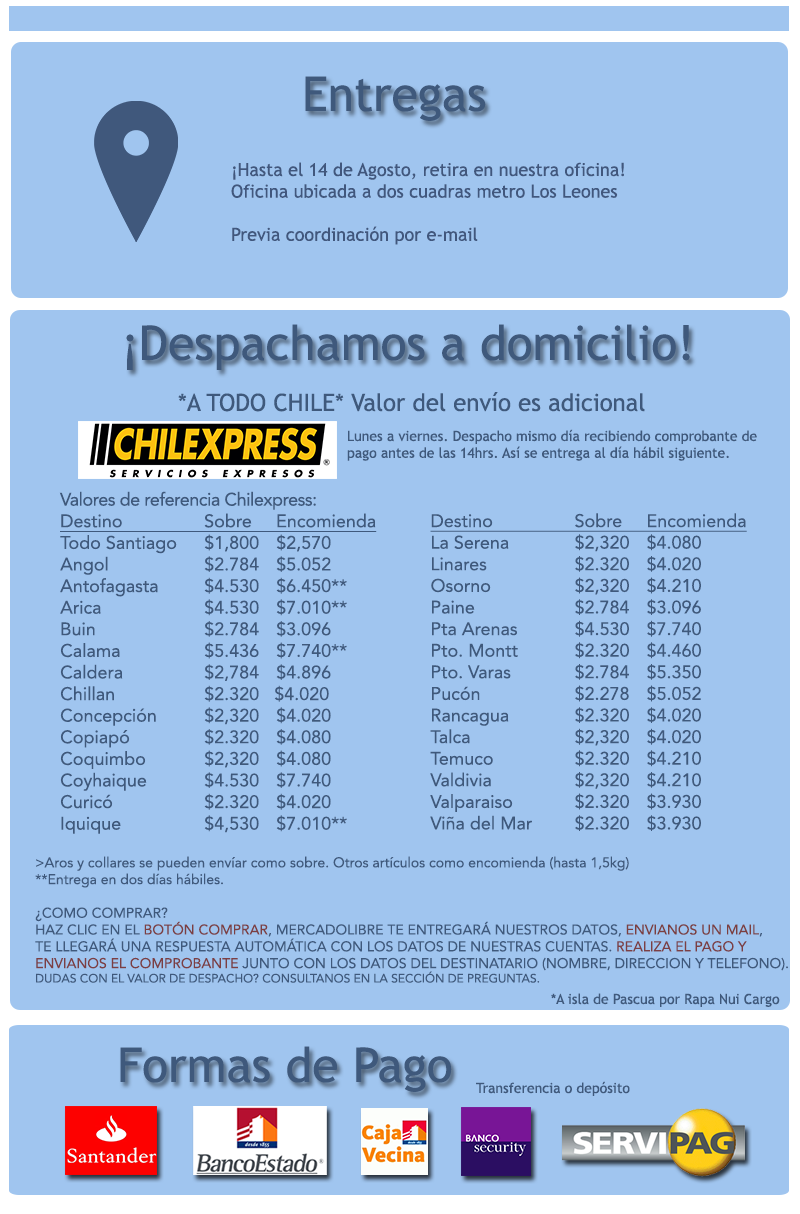 Entregas
¡Hasta el 14 de Agosto, retira en nuestra oficina!
Oficina ubicada a dos cuadras metro Los Leones
Previa coordinación por e-mail
¡Despachamos a domicilio!
*A TODO CHILE* Valor del envío es adicional
CHILEXPRESS®
SERVICIOS EXPRESOS
Lunes a viernes. Despacho mismo día recibiendo comprobante de
pago antes de las 14hrs. Así se entrega al día hábil siguiente.
Valores de referencia Chilexpress:
Destino Sobre Encomienda
Todo Santiago $1,800 $2,570
Angol $2.784 $5.052
Antofagasta $4.530 $6.450**
Arica $4.530 $7.010**
Buin $2.784 $3.096
Calama $5.436 $7.740**
Caldera $2,784 $4.896
Chillan $2.320 $4.020
Concepción $2,320 $4.020
Copiapó $2.320 $4.080
Coquimbo $2,320 $4.080
Coyhaique $4.530 $7.740
Curicó $2.320 $4.020
Iquique $4,530 $7.010**
Destino Sobre Encomienda
La Serena $2,320 $4.080
Linares $2.320 $4.020
Osorno $2,320 $4.210
Paine $2.784 $3.096
Pta Arenas $4.530 $7.740
Pto. Montt $2.320 $4.460
Pto. Varas $2.784 $5.350
Pucón $2.278 $5.052
Rancagua $2.320 $4.020
Talca $2,320 $4.020
Temuco $2.320 $4.210
Valdivia $2,320 $4.210
Valparaiso $2.320 $3.930
Viña del Mar $2.320 $3.930
>Aros y collares se pueden envíar como sobre. Otros artículos como encomienda (hasta 1,5kg)
**Entrega en dos días hábiles.
¿COMO COMPRAR?
HAZ CLIC EN EL BOTÓN COMPRAR, MERCADOLIBRE TE ENTREGARÁ NUESTROS DATOS, ENVIANOS UN MAIL,
TE LLEGARÁ UNA RESPUESTA AUTOMÁTICA CON LOS DATOS DE NUESTRAS CUENTAS. REALIZA EL PAGO Y
ENVIANOS EL COMPROBANTE JUNTO CON LOS DATOS DEL DESTINATARIO (NOMBRE, DIRECCION Y TELEFONO).
DUDAS CON EL VALOR DE DESPACHO? CONSULTANOS EN LA SECCIÓN DE PREGUNTAS.
*A isla de Pascua por Rapa Nui Cargo
Formas de Pago
Transferencia o depósito
Santander
desde 1855
BancoEstado®
Caja
desde 1855
Vecina
BANCO
security
SERVIPAG